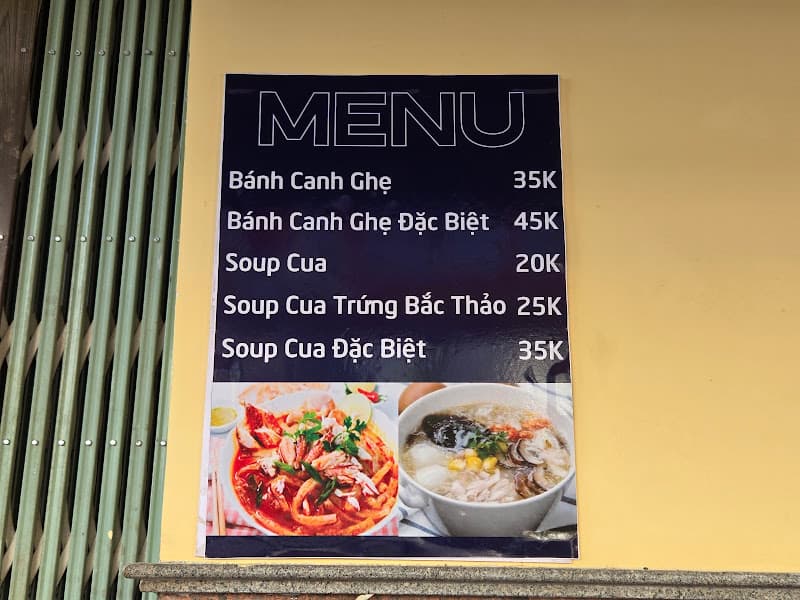 MENU
Bánh Canh Ghẹ 35K
Bánh Canh Ghẹ Đặc Biệt 45K
Soup Cua 20K
Soup Cua Trứng Bắc Thảo 25K
Soup Cua Đặc Biệt 35K